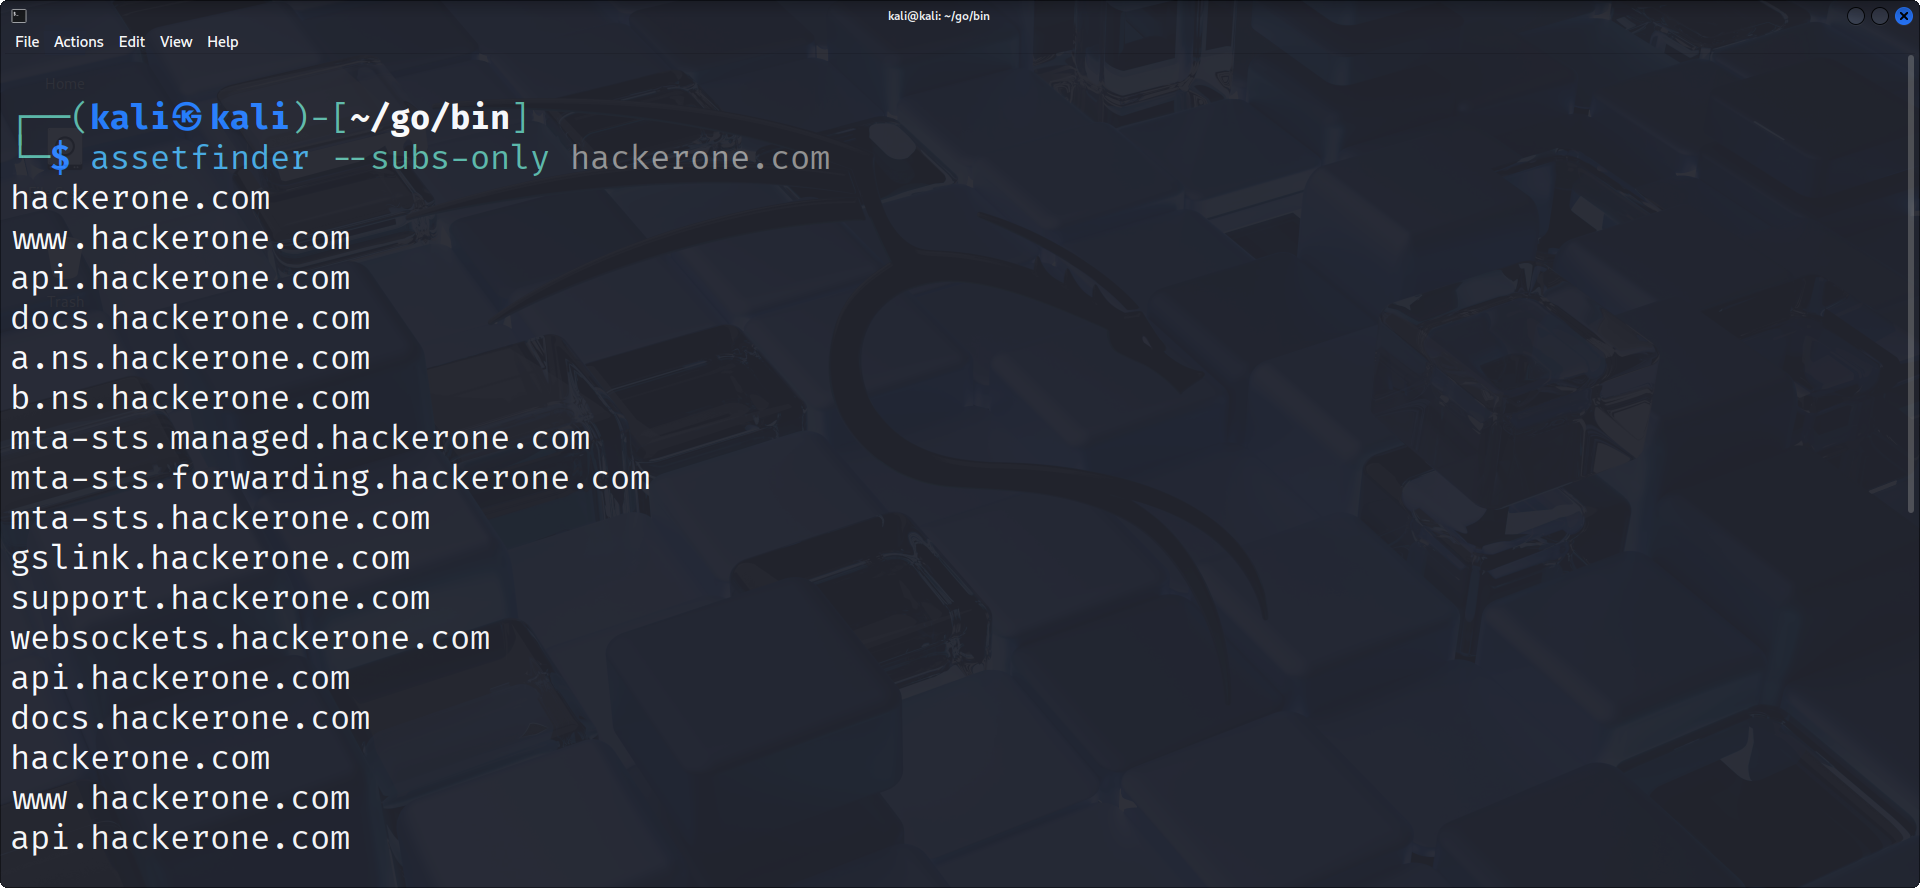 kali@kali: ~/go/bin
File Actions Edit View Help
Home
┌──(kali㉿kali)-[~/go/bin]
└─$ assetfinder --subs-only hackerone.com
hackerone.com
www.hackerone.com
api.hackerone.com
Trash
docs.hackerone.com
a.ns.hackerone.com
b.ns.hackerone.com
mta-sts.managed.hackerone.com
mta-sts.forwarding.hackerone.com
mta-sts.hackerone.com
gslink.hackerone.com
support.hackerone.com
websockets.hackerone.com
api.hackerone.com
docs.hackerone.com
hackerone.com
www.hackerone.com
api.hackerone.com